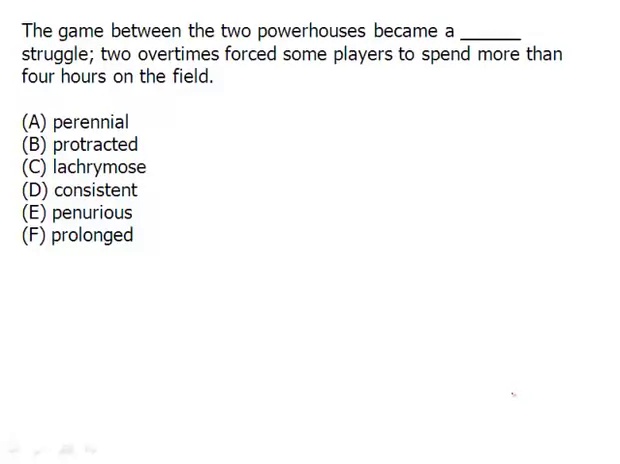 The game between the two powerhouses became a ______
struggle; two overtimes forced some players to spend more than
four hours on the field.
(A) perennial
(B) protracted
(C) lachrymose
(D) consistent
(E) penurious
(F) prolonged